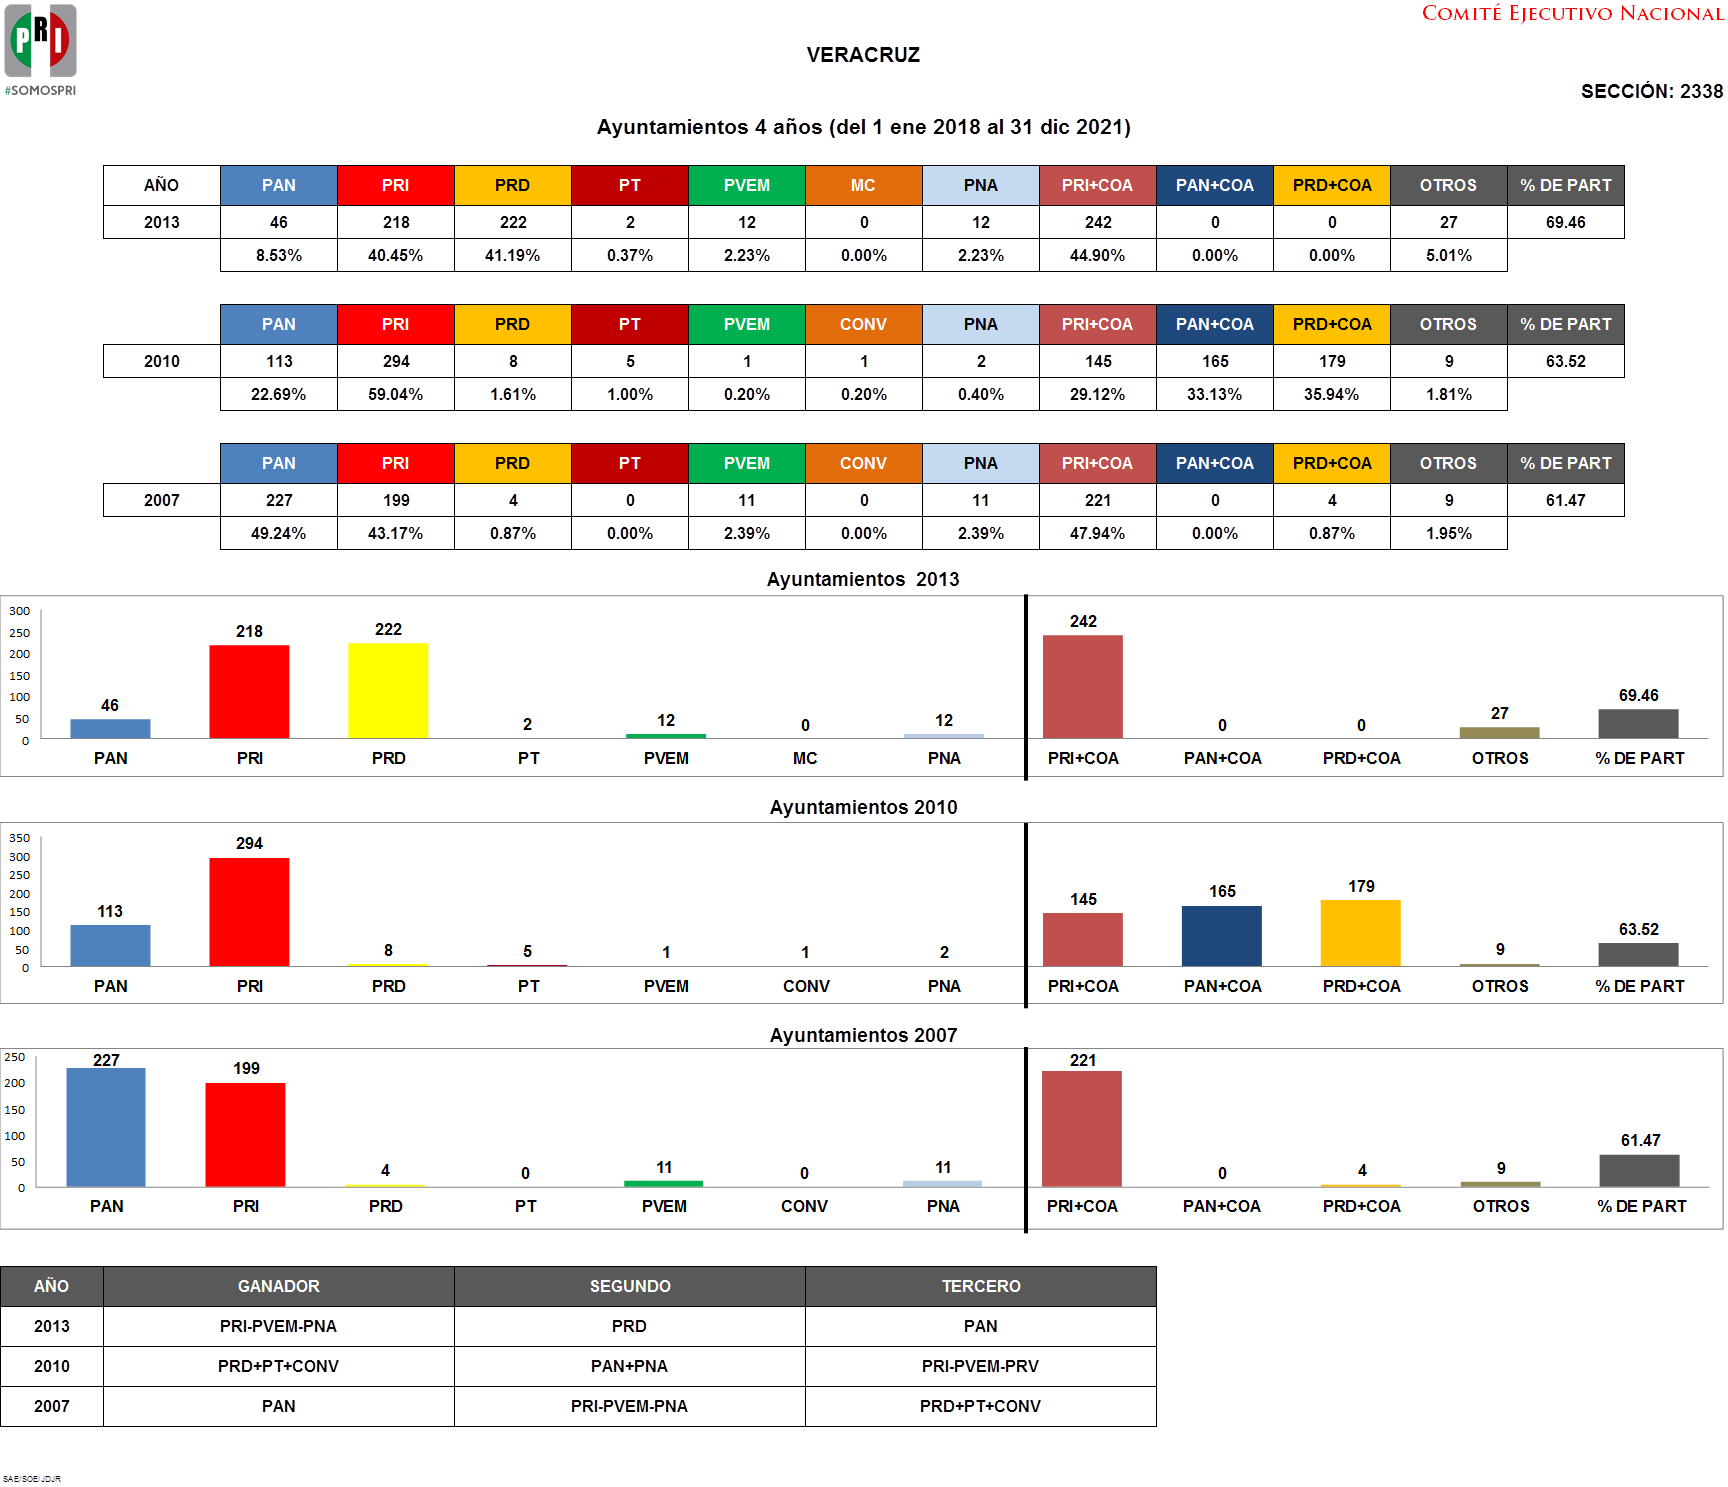 COMITÉ EJECUTIVO NACIONAL
PRI
#SOMOSPRI
VERACRUZ
SECCIÓN: 2338
Ayuntamientos 4 años (del 1 ene 2018 al 31 dic 2021)
AÑO PAN PRI PRD PT PVEM MC PNA PRI+COA PAN+COA PRD+COA OTROS % DE PART
2013 46 218 222 2 12 0 12 242 0 0 27 69.46
8.53% 40.45% 41.19% 0.37% 2.23% 0.00% 2.23% 44.90% 0.00% 0.00% 5.01%
PAN PRI PRD PT PVEM CONV PNA PRI+COA PAN+COA PRD+COA OTROS % DE PART
2010 113 294 8 5 1 1 2 145 165 179 9 63.52
22.69% 59.04% 1.61% 1.00% 0.20% 0.20% 0.40% 29.12% 33.13% 35.94% 1.81%
PAN PRI PRD PT PVEM CONV PNA PRI+COA PAN+COA PRD+COA OTROS % DE PART
2007 227 199 4 0 11 0 11 221 0 4 9 61.47
49.24% 43.17% 0.87% 0.00% 2.39% 0.00% 2.39% 47.94% 0.00% 0.87% 1.95%
Ayuntamientos 2013
300
250
200
150
100
50
0
46 218 222 2 12 0 12 242 0 0 27 69.46
PAN PRI PRD PT PVEM MC PNA PRI+COA PAN+COA PRD+COA OTROS % DE PART
Ayuntamientos 2010
350
300
250
200
150
100
50
0
113 294 8 5 1 1 2 145 165 179 9 63.52
PAN PRI PRD PT PVEM CONV PNA PRI+COA PAN+COA PRD+COA OTROS % DE PART
Ayuntamientos 2007
250
200
150
100
50
0
227 199 4 0 11 0 11 221 0 4 9 61.47
PAN PRI PRD PT PVEM CONV PNA PRI+COA PAN+COA PRD+COA OTROS % DE PART
AÑO GANADOR SEGUNDO TERCERO
2013 PRI-PVEM-PNA PRD PAN
2010 PRD+PT+CONV PAN+PNA PRI-PVEM-PRV
2007 PAN PRI-PVEM-PNA PRD+PT+CONV
SAE/SOE/JDJR